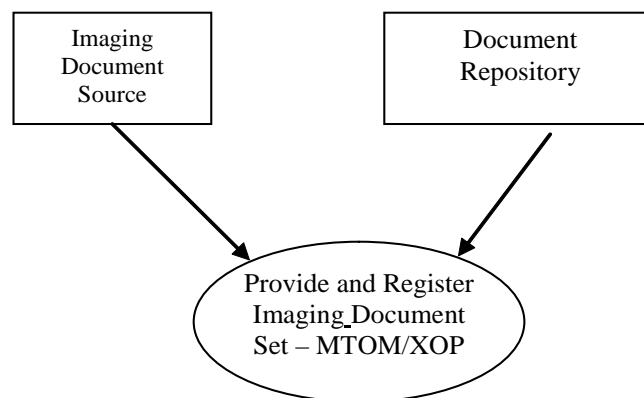 Imaging
Document
Source
Document
Repository
Provide and Register
Imaging Document
Set – MTOM/XOP